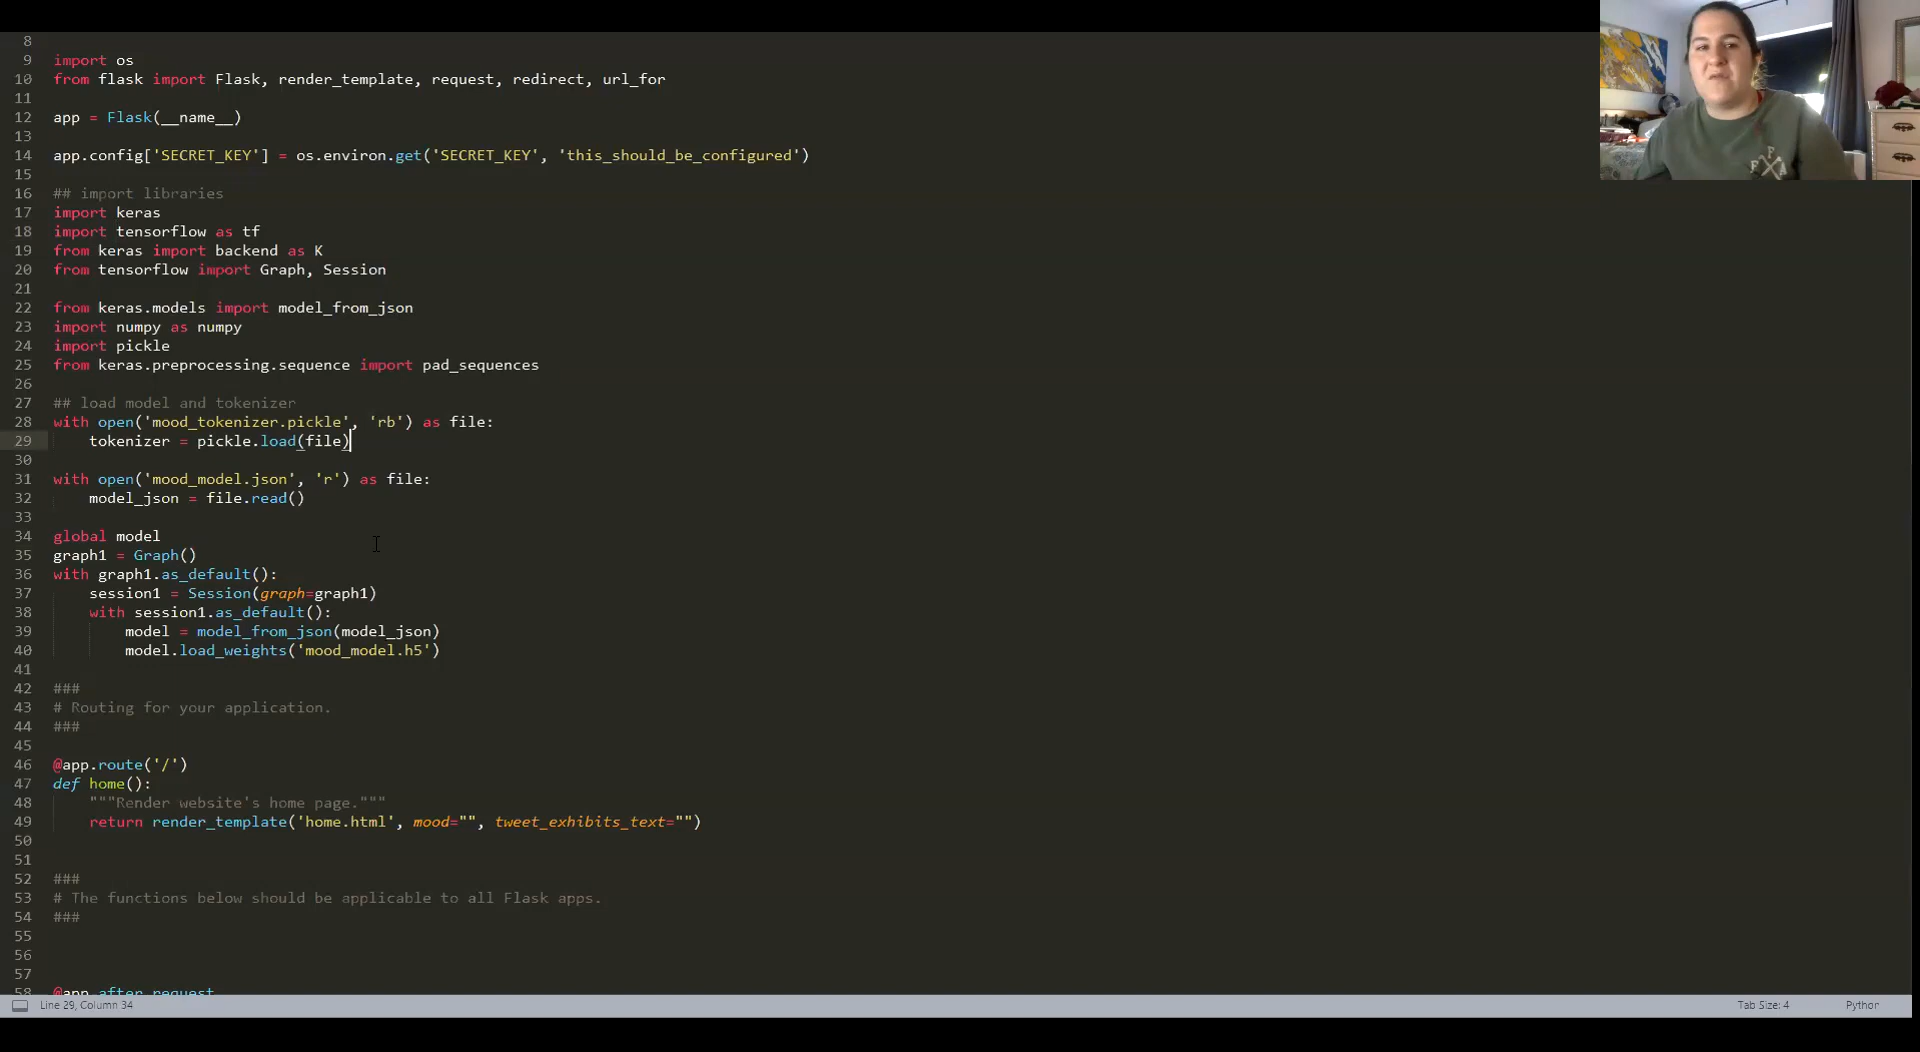 8
9 import os
10 from flask import Flask, render_template, request, redirect, url_for
11
12 app = Flask(__name__)
13
14 app.config['SECRET_KEY'] = os.environ.get('SECRET_KEY', 'this_should_be_configured')
15
16 ## import libraries
17 import keras
18 import tensorflow as tf
19 from keras import backend as K
20 from tensorflow import Graph, Session
21
22 from keras.models import model_from_json
23 import numpy as numpy
24 import pickle
25 from keras.preprocessing.sequence import pad_sequences
26
27 ## load model and tokenizer
28 with open('mood_tokenizer.pickle', 'rb') as file:
29     tokenizer = pickle.load(file)
30
31 with open('mood_model.json', 'r') as file:
32     model_json = file.read()
33
34 global model
35 graph1 = Graph()
36 with graph1.as_default():
37     session1 = Session(graph=graph1)
38     with session1.as_default():
39         model = model_from_json(model_json)
40         model.load_weights('mood_model.h5')
41
42 ###
43 # Routing for your application.
44 ###
45
46 @app.route('/')
47 def home():
48     """Render website's home page."""
49     return render_template('home.html', mood="", tweet_exhibits_text="")
50
51
52 ###
53 # The functions below should be applicable to all Flask apps.
54 ###
55
56
57
58 @app.after_request
Line 29, Column 34
Tab Size: 4
Python
F P A